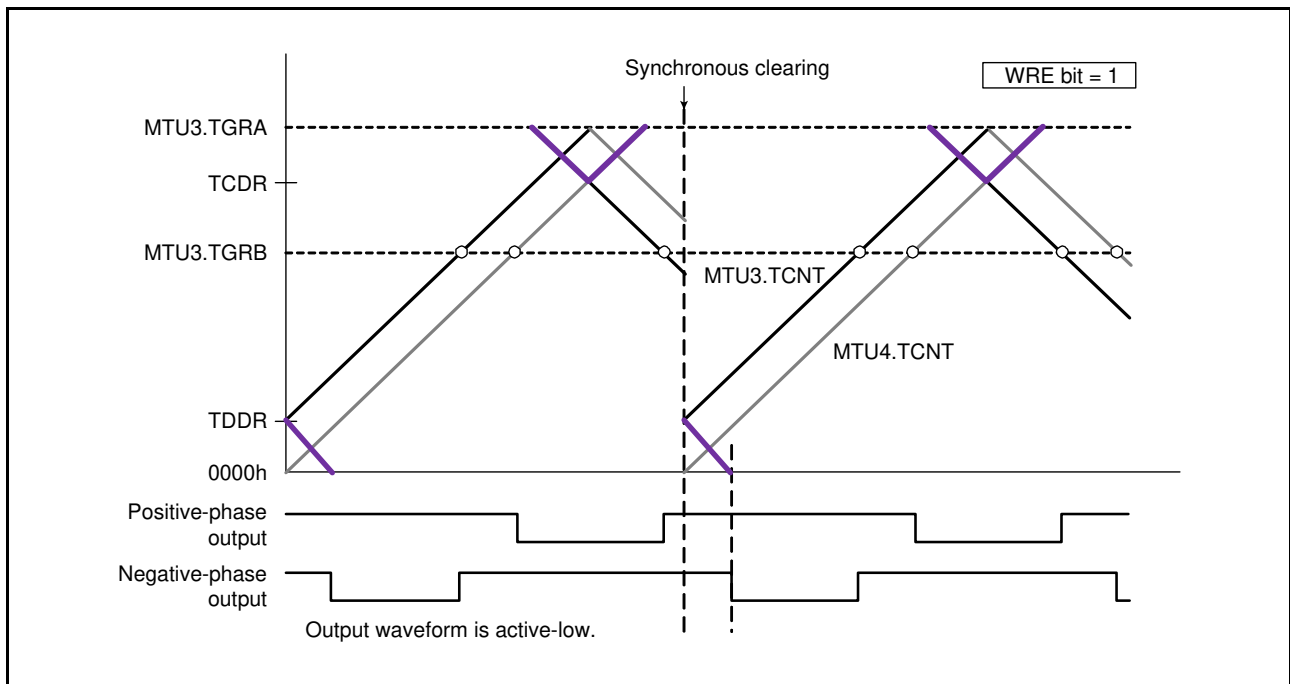 Synchronous clearing
WRE bit = 1
MTU3.TGRA
TCDR
MTU3.TGRB
MTU3.TCNT
MTU4.TCNT
TDDR
0000h
Positive-phase
output
Negative-phase
output
Output waveform is active-low.